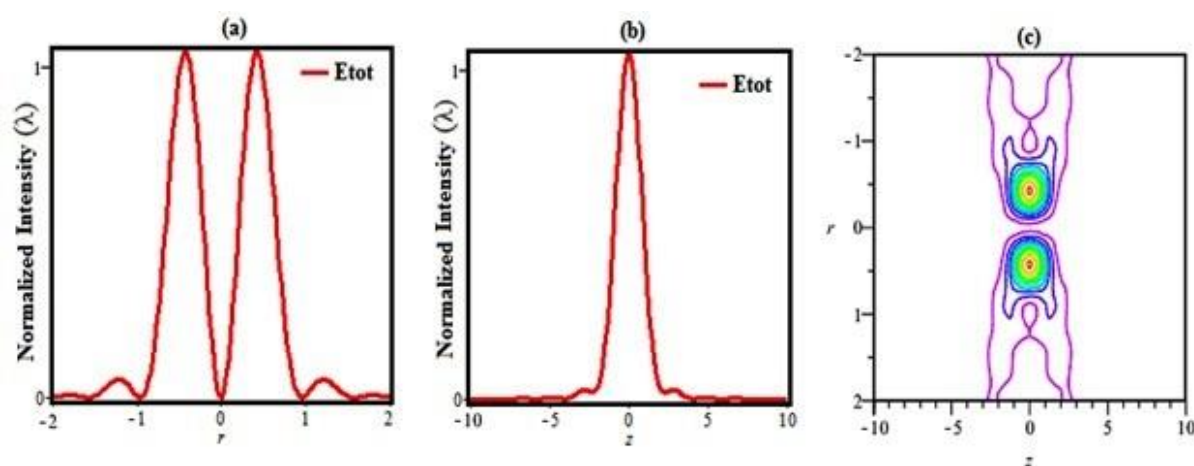 (a)
Normalized Intensity (λ)
1
0
Etot
-2 -1 0 1 2
r
(b)
Normalized Intensity (λ)
1
0
Etot
-10 -5 0 5 10
z
(c)
r
-2
-1
0
1
2
-10 -5 0 5 10
z